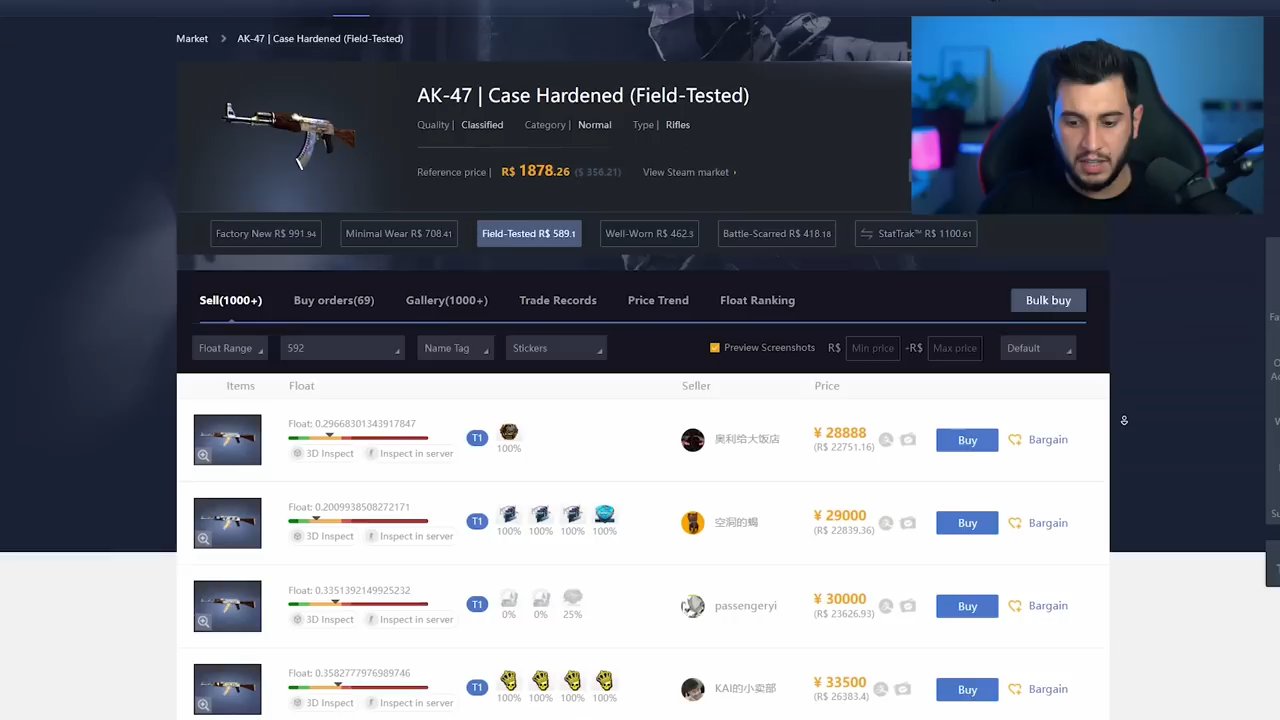 Market > AK-47 | Case Hardened (Field-Tested)
AK-47 | Case Hardened (Field-Tested)
Quality | Classified Category | Normal Type | Rifles
Reference price | R$ 1878.26 ($ 356.21) View Steam market
Factory New R$ 991.94 Minimal Wear R$ 708.41 Field-Tested R$ 589.1 Well-Worn R$ 462.3 Battle-Scarred R$ 418.18 StatTrak™ R$ 1100.61
Sell(1000+) Buy orders(69) Gallery(1000+) Trade Records Price Trend Float Ranking Bulk buy
Float Range 592 Name Tag Stickers Preview Screenshots R$ Min price -R$ Max price Default
Items Float Seller Price
Float: 0.29668301343917847
3D Inspect Inspect in server
T1 100%
奥利给大饭店
¥ 28888
(R$ 22751.16)
Buy Bargain
Float: 0.2009938508272171
3D Inspect Inspect in server
T1 100% 100% 100% 100%
空洞的蝎
¥ 29000
(R$ 22839.36)
Buy Bargain
Float: 0.3351392149925232
3D Inspect Inspect in server
T1 0% 0% 25%
passengeryi
¥ 30000
(R$ 23626.93)
Buy Bargain
Float: 0.3582777976989746
3D Inspect Inspect in server
T1 100% 100% 100% 100%
KAI的小卖部
¥ 33500
(R$ 26383.4)
Buy Bargain